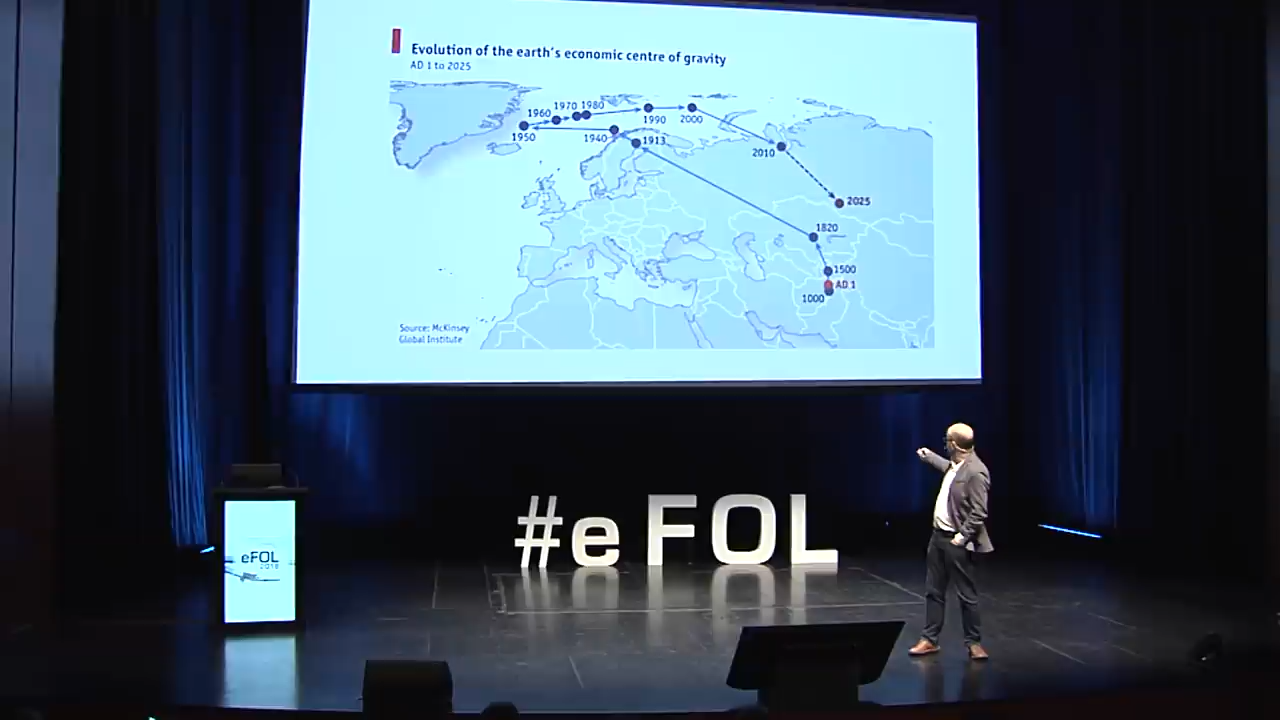 Evolution of the earth's economic centre of gravity
AD 1 to 2025
1970
1980
1960
1990
2000
1950
1940
1913
2010
2025
1820
1500
AD 1
1000
Source: McKinsey
Global Institute
#eFOL
eFOL
2018